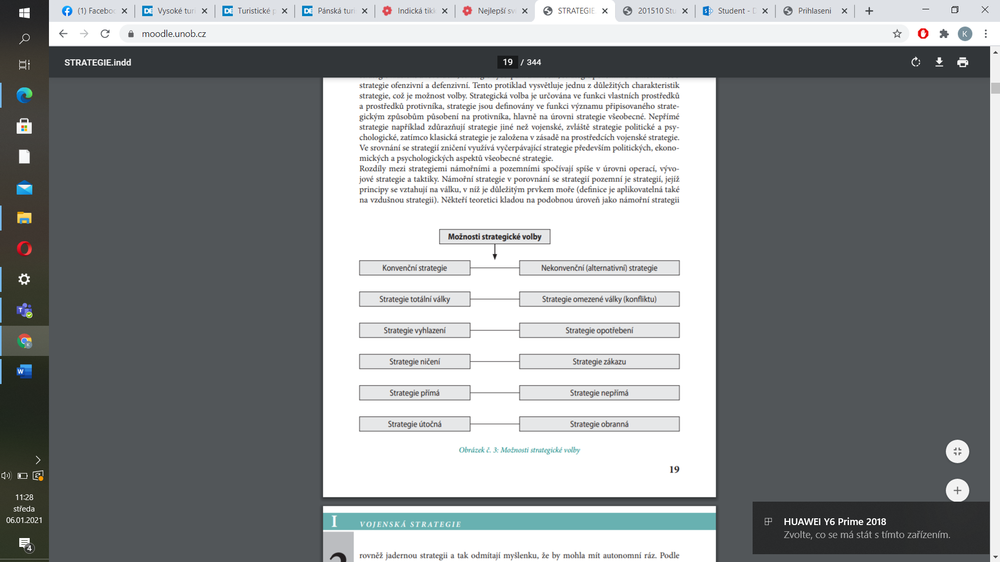 (1) Faceboo
Vysoké turi
Turistické p
Pánská turi
Indická tikk
Nejlepší svi
STRATEGIE
201510 Stu
Student - D
Prihlaseni
moodle.unob.cz
K
STRATEGIE.indd
19 / 344
strategie ofenzivní a defenzivní. Tento protiklad vysvětluje jednu z důležitých charakteristik
strategie, což je možnost volby. Strategická volba je určována ve funkci vlastních prostředků
a prostředků protivníka, strategie jsou definovány ve funkci významu připisovaného strate-
gickým způsobům působení na protivníka, hlavně na úrovni strategie všeobecné. Nepřímé
strategie například zdůrazňují strategie jiné než vojenské, zvláště strategie politické a psy-
chologické, zatímco klasická strategie je založena v zásadě na prostředcích vojenské strategie.
Ve srovnání se strategií zničení využívá vyčerpávající strategie především politických, ekono-
mických a psychologických aspektů všeobecné strategie.
Rozdíly mezi strategiemi námořními a pozemními spočívají spíše v úrovni operací, vývo-
jové strategie a taktiky. Námořní strategie v porovnání se strategií pozemní je strategií, jejíž
principy se vztahují na válku, v níž je důležitým prvkem moře (definice je aplikovatelná také
na vzdušnou strategii). Někteří teoretici kladou na podobnou úroveň jako námořní strategii
Možnosti strategické volby
Konvenční strategie
Nekonvenční (alternativní) strategie
Strategie totální války
Strategie omezené války (konfliktu)
Strategie vyhlazení
Strategie opotřebení
Strategie ničení
Strategie zákazu
Strategie přímá
Strategie nepřímá
Strategie útočná
Strategie obranná
Obrázek č. 3: Možnosti strategické volby
19
I VOJENSKÁ STRATEGIE
rovněž jadernou strategii a tak odmítají myšlenku, že by mohla mít autonomní ráz. Podle
HUAWEI Y6 Prime 2018
Zvolte, co se má stát s tímto zařízením.
11:28
středa
06.01.2021
4